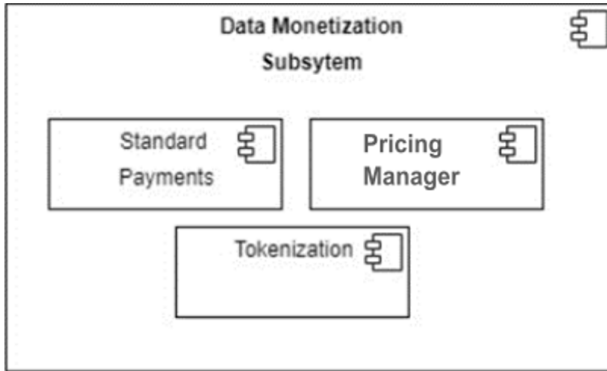 Data Monetization
Subsytem
Standard
Payments
Pricing
Manager
Tokenization